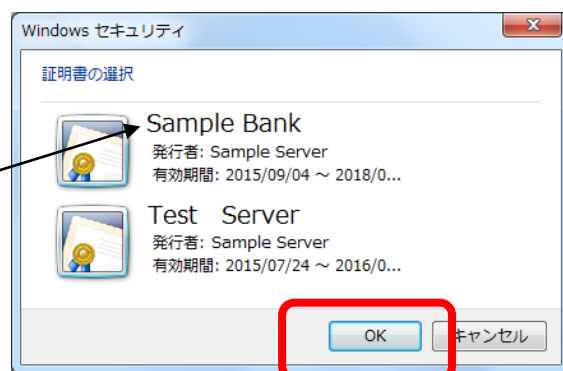 Windows セキュリティ
証明書の選択
Sample Bank
発行者: Sample Server
有効期間: 2015/09/04 ～ 2018/0...
Test　Server
発行者: Sample Server
有効期間: 2015/07/24 ～ 2016/0...
OK
キャンセル